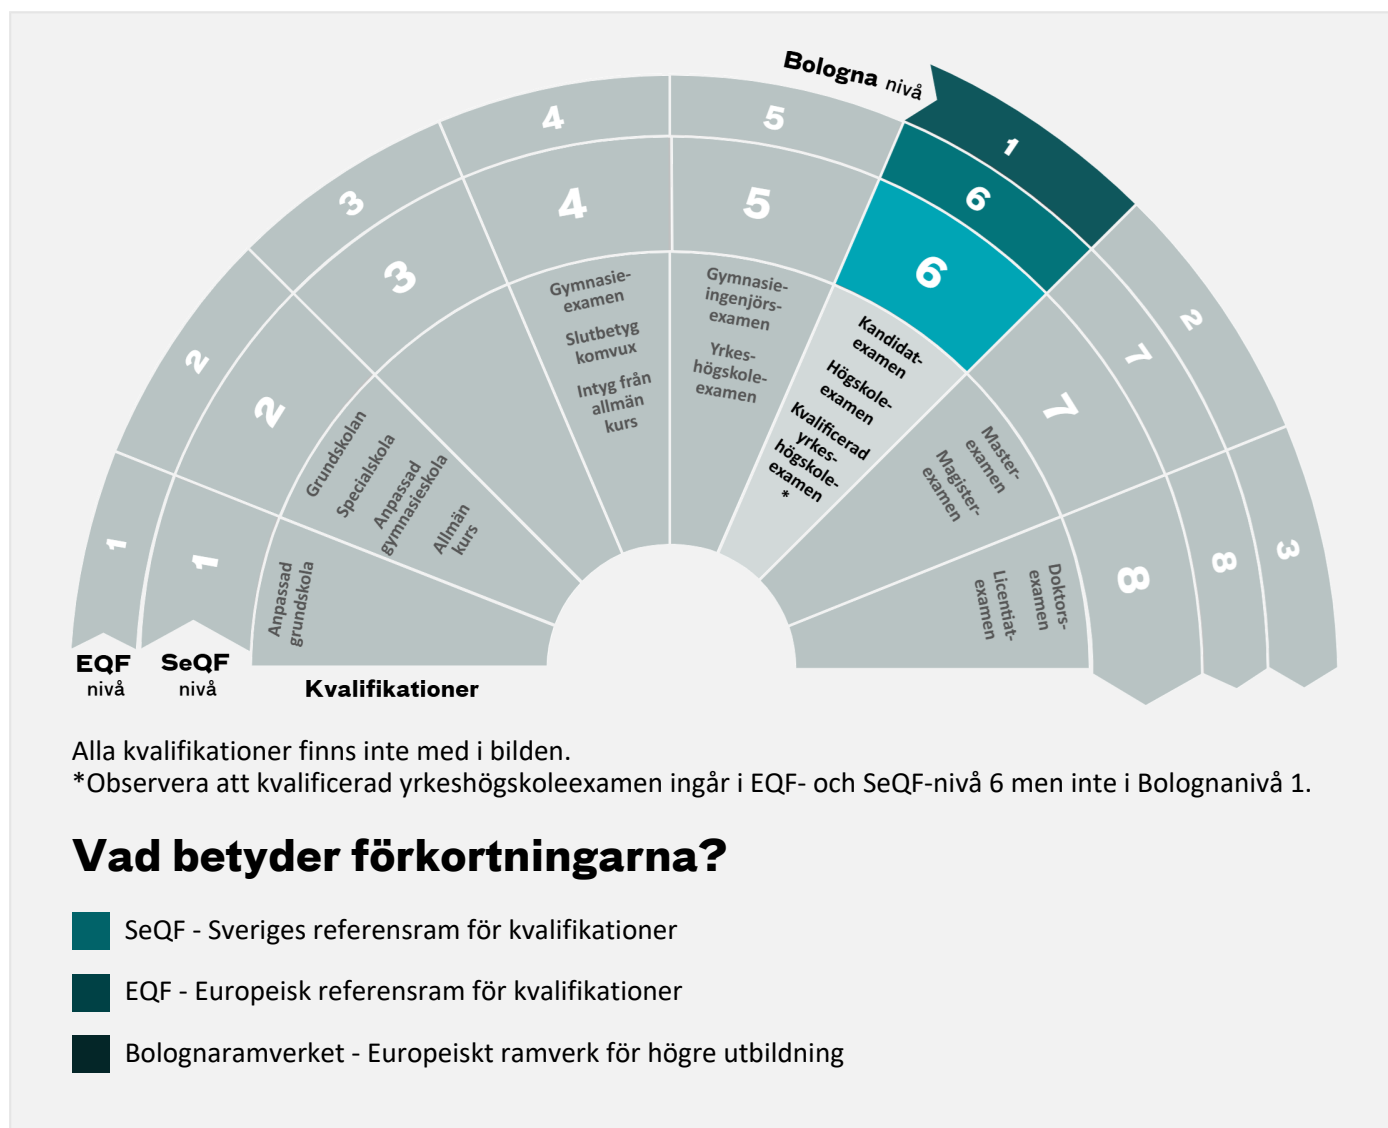 Bologna nivå
1
2
3
1
2
3
4
5
6
7
8
1
2
3
4
5
6
7
8
Anpassad
grundskola
Grundskolan
Specialskola
Anpassad
gymnasieskola
Allmän
kurs
Gymnasie-
examen
Slutbetyg
komvux
Intyg från
allmän
kurs
Gymnasie-
ingenjörs-
examen
Yrkes-
högskole-
examen
Kandidat-
examen
Högskole-
examen
Kvalificerad
yrkes-
högskole-
examen
*
Master-
examen
Magister-
examen
Doktors-
examen
Licentiat-
examen
EQF
nivå
SeQF
nivå
Kvalifikationer
Alla kvalifikationer finns inte med i bilden.
*Observera att kvalificerad yrkeshögskoleexamen ingår i EQF- och SeQF-nivå 6 men inte i Bolognanivå 1.
Vad betyder förkortningarna?
SeQF - Sveriges referensram för kvalifikationer
EQF - Europeisk referensram för kvalifikationer
Bolognaramverket - Europeiskt ramverk för högre utbildning